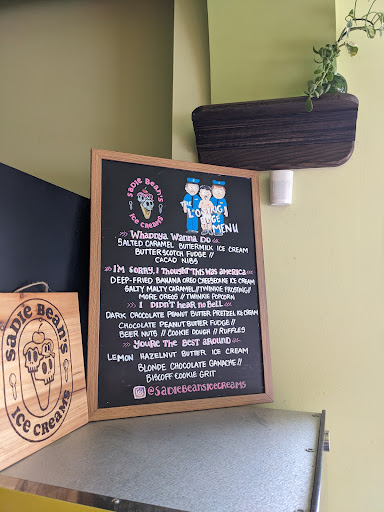 Sadie Bean's
Ice Creams
THE
MENU
WHADDYA WANNA DO
SALTED CARAMEL BUTTERMILK ICE CREAM
BUTTERSCOTCH FUDGE //
CACAO NIBS
I'M SORRY, I THOUGHT THIS WAS AMERICA
DEEP-FRIED BANANA OREO CHEESECAKE ICE CREAM
SALTY MALTY CARAMEL // TWINKIE FROSTING //
MORE OREOS // TWINKIE POPCORN
I DIDN'T HEAR NO BELL
DARK CHOCOLATE PEANUT BUTTER PRETZEL ICE CREAM
CHOCOLATE PEANUT BUTTER FUDGE //
BEER NUTS // COOKIE DOUGH // RUFFLES
YOU'RE THE BEST AROUND
LEMON HAZELNUT BUTTER ICE CREAM
BLONDE CHOCOLATE GANACHE //
BISCOFF COOKIE GRIT
@SADIEBEANSICECREAMS
SADIE BEAN'S
ICE CREAMS